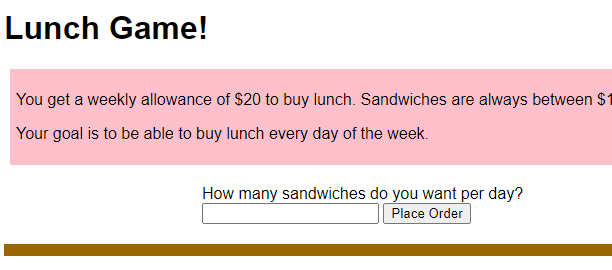 Lunch Game!
You get a weekly allowance of $20 to buy lunch. Sandwiches are always between $1
Your goal is to be able to buy lunch every day of the week.
How many sandwiches do you want per day?
Place Order